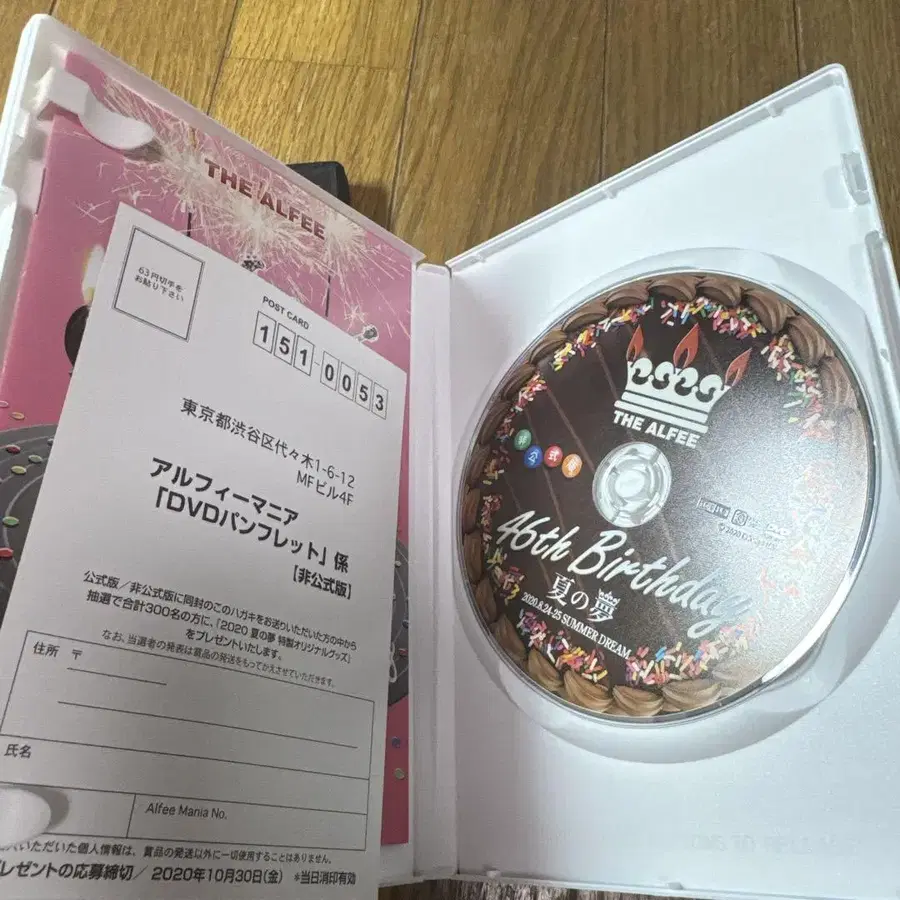 THE ALFEE
63円切手を
お貼り下さい
POST CARD
151-0053
東京都渋谷区代々木1-6-12
MFビル4F
アルフィーマニア
「DVDパンフレット」係
[非公式版]
公式版/非公式版に同封のこのハガキをお送りいただいた方の中から
抽選で合計300名の方に、「2020 夏の夢 特製オリジナルグッズ」
をプレゼントいたします。
なお、当選者の発表は賞品の発送をもってかえさせていただきます。
住所 〒
氏名
Alfee Mania No.
いただいた個人情報は、賞品の発送以外に一切使用することはありません。
プレゼントの応募締切/ 2020年10月30日(金) *当日消印有効
THE ALFEE
非公式版
46th Birthday
夏の夢
2020.8.24-25 SUMMER DREAM.